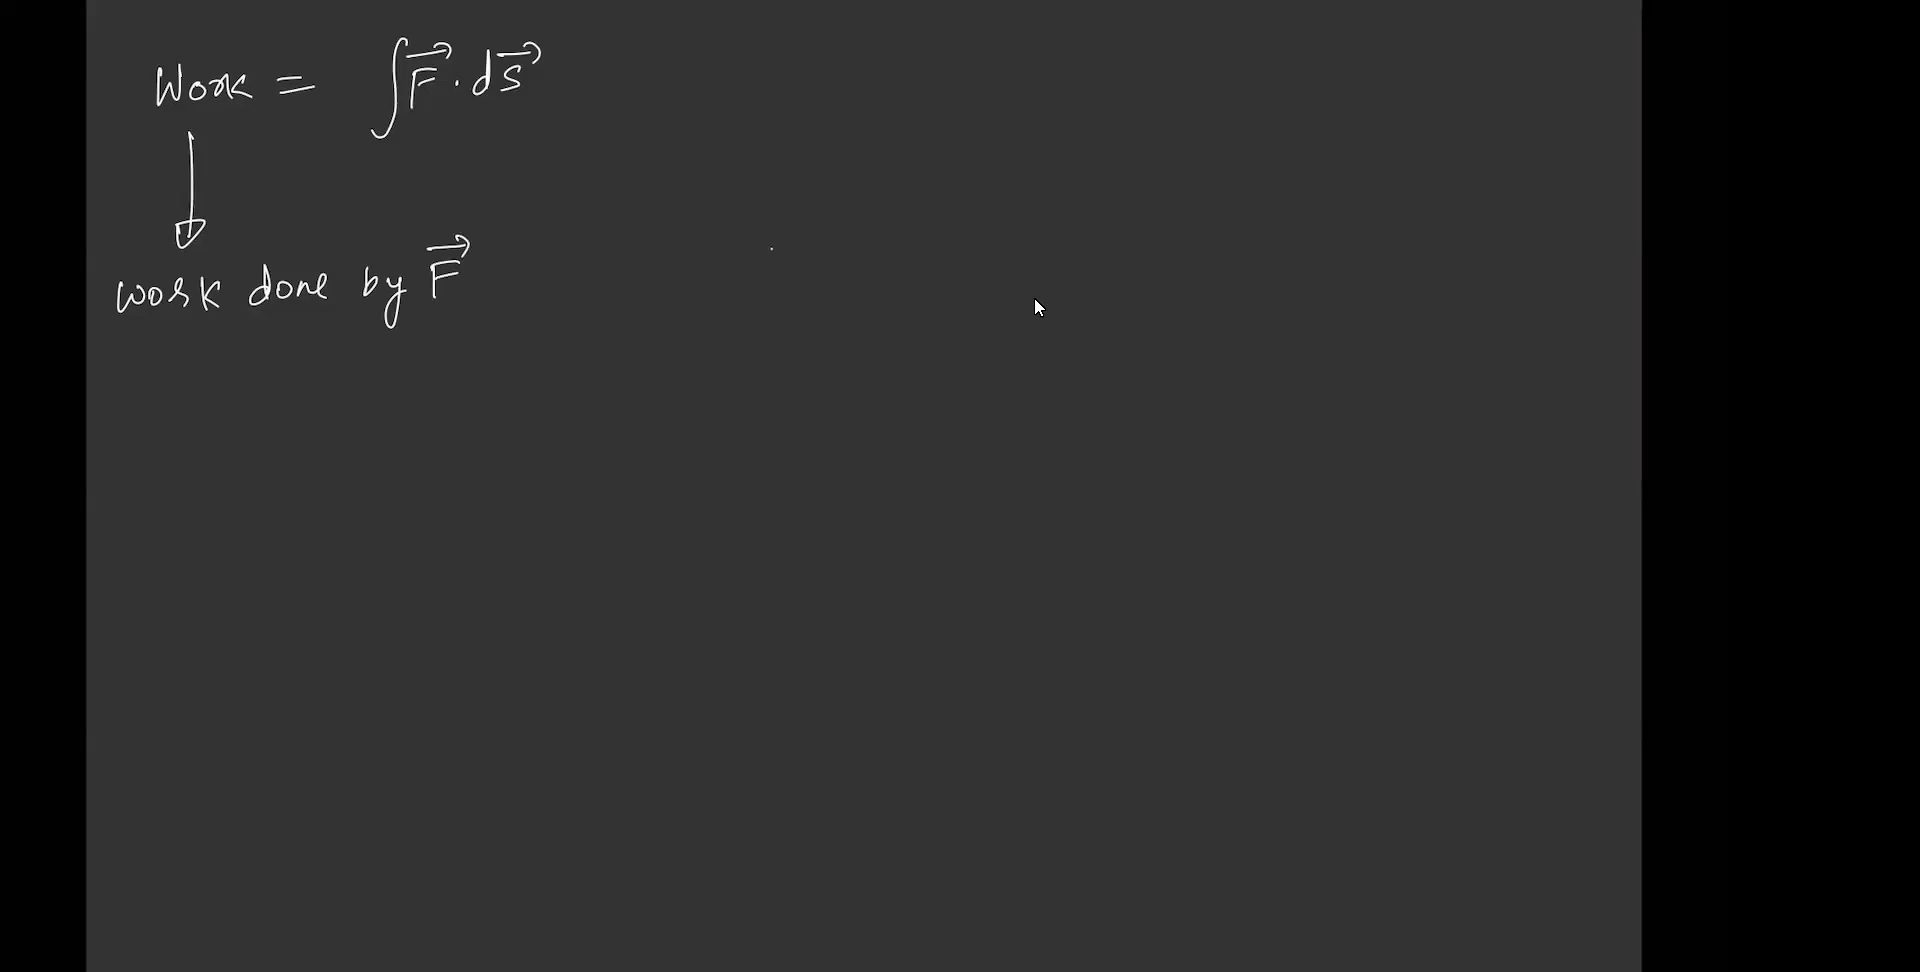 Work = ∫F⃗ . ds⃗
work done by F⃗